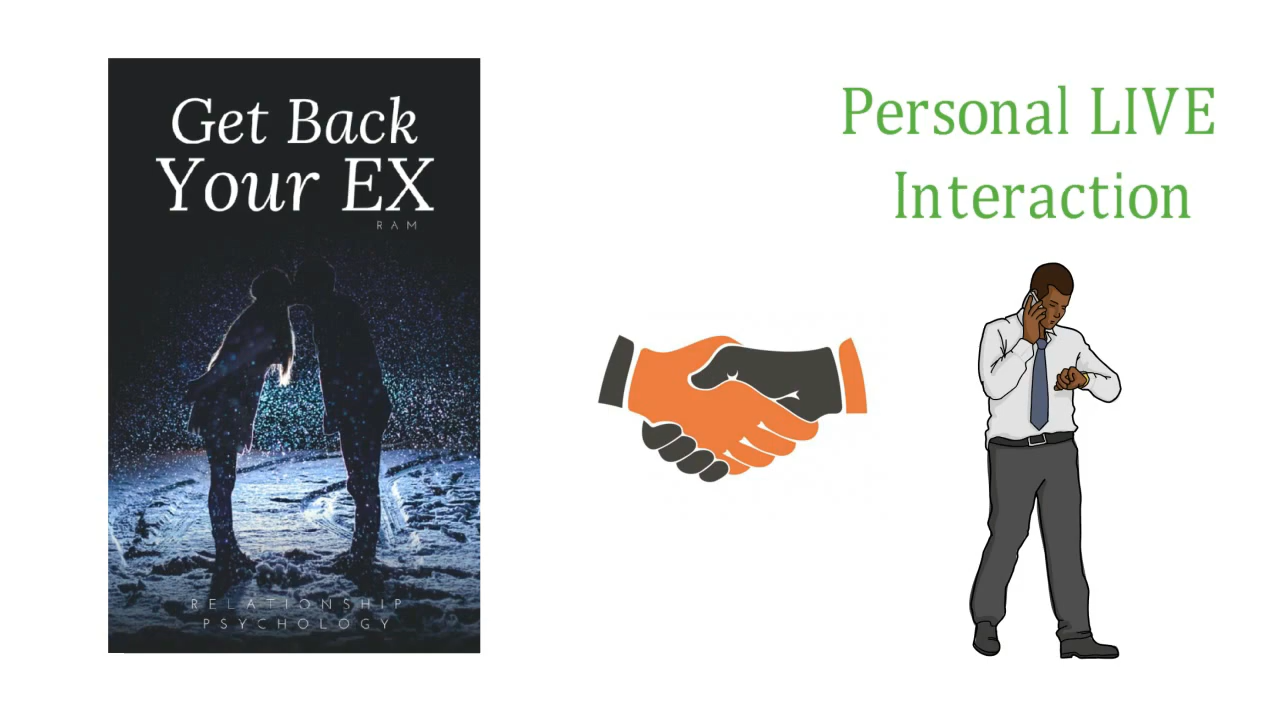 Get Back
Your EX
RAM
RELATIONSHIP
PSYCHOLOGY
Personal LIVE
Interaction